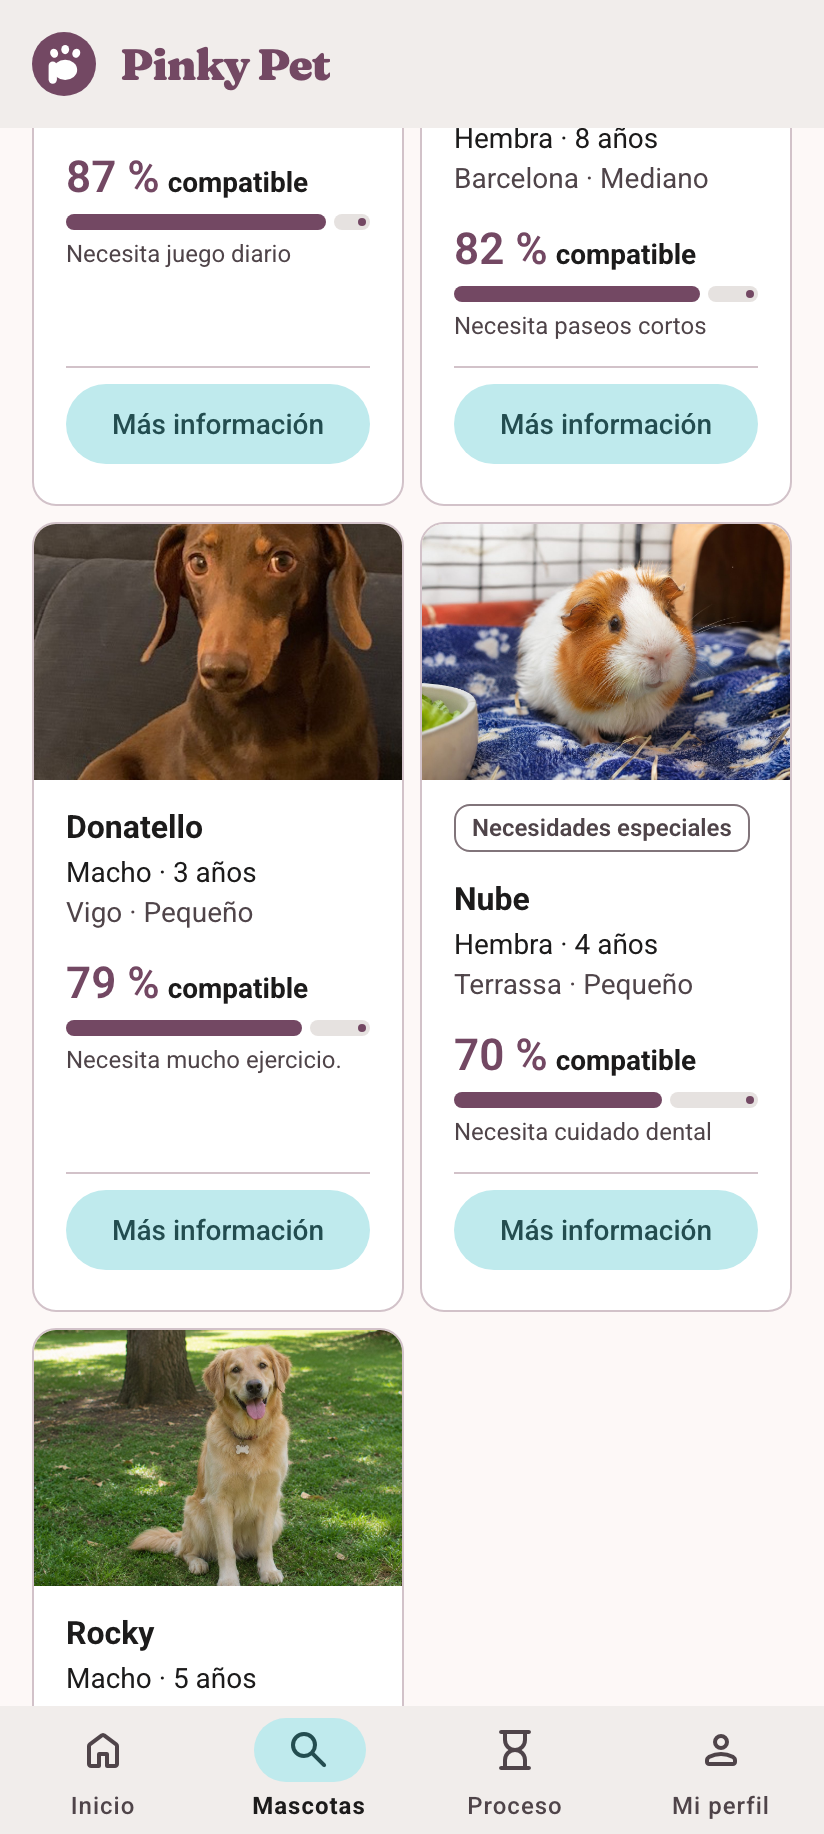 Pinky Pet
87 % compatible
Necesita juego diario
Más información
Hembra · 8 años
Barcelona · Mediano
82 % compatible
Necesita paseos cortos
Más información
Donatello
Macho · 3 años
Vigo · Pequeño
79 % compatible
Necesita mucho ejercicio.
Más información
Necesidades especiales
Nube
Hembra · 4 años
Terrassa · Pequeño
70 % compatible
Necesita cuidado dental
Más información
Rocky
Macho · 5 años
Inicio
Mascotas
Proceso
Mi perfil